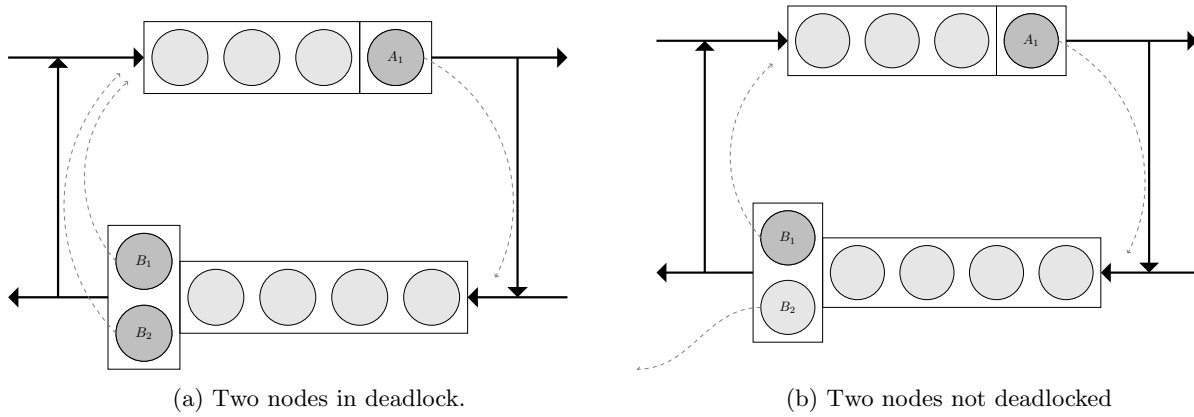 A1
A1
B1
B2
B1
B2
(a) Two nodes in deadlock.
(b) Two nodes not deadlocked